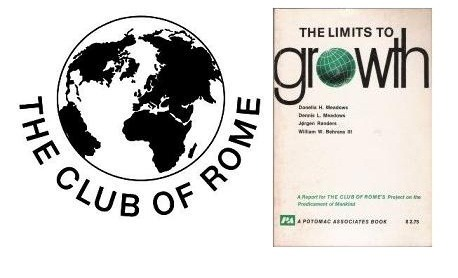 THE CLUB OF ROME
THE LIMITS TO
growth
Donella H. Meadows
Dennis L. Meadows
Jørgen Randers
William W. Behrens III
A Report for THE CLUB OF ROME'S Project on the
Predicament of Mankind
PA A POTOMAC ASSOCIATES BOOK $2.75